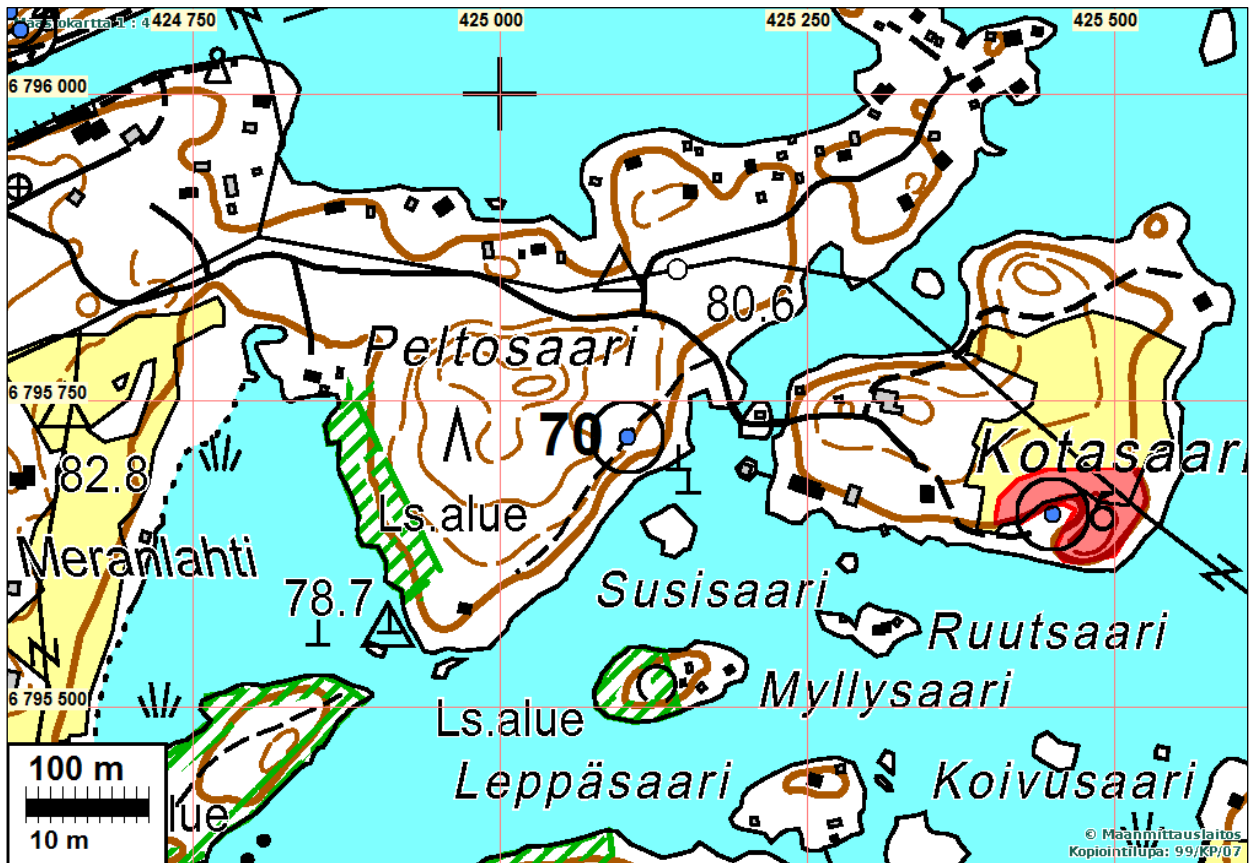 424 750
425 000
425 250
425 500
6 796 000
80.6
Peltosaari
6 795 750
70
Kotasaari
82.8
Ls.alue
Meranlahti
78.7
Susisaari
Ruutsaari
Myllysaari
6 795 500
Ls.alue
Leppäsaari
Koivusaari
100 m
10 m
lue
© Maanmittauslaitos
Kopiointilupa: 99/KP/07